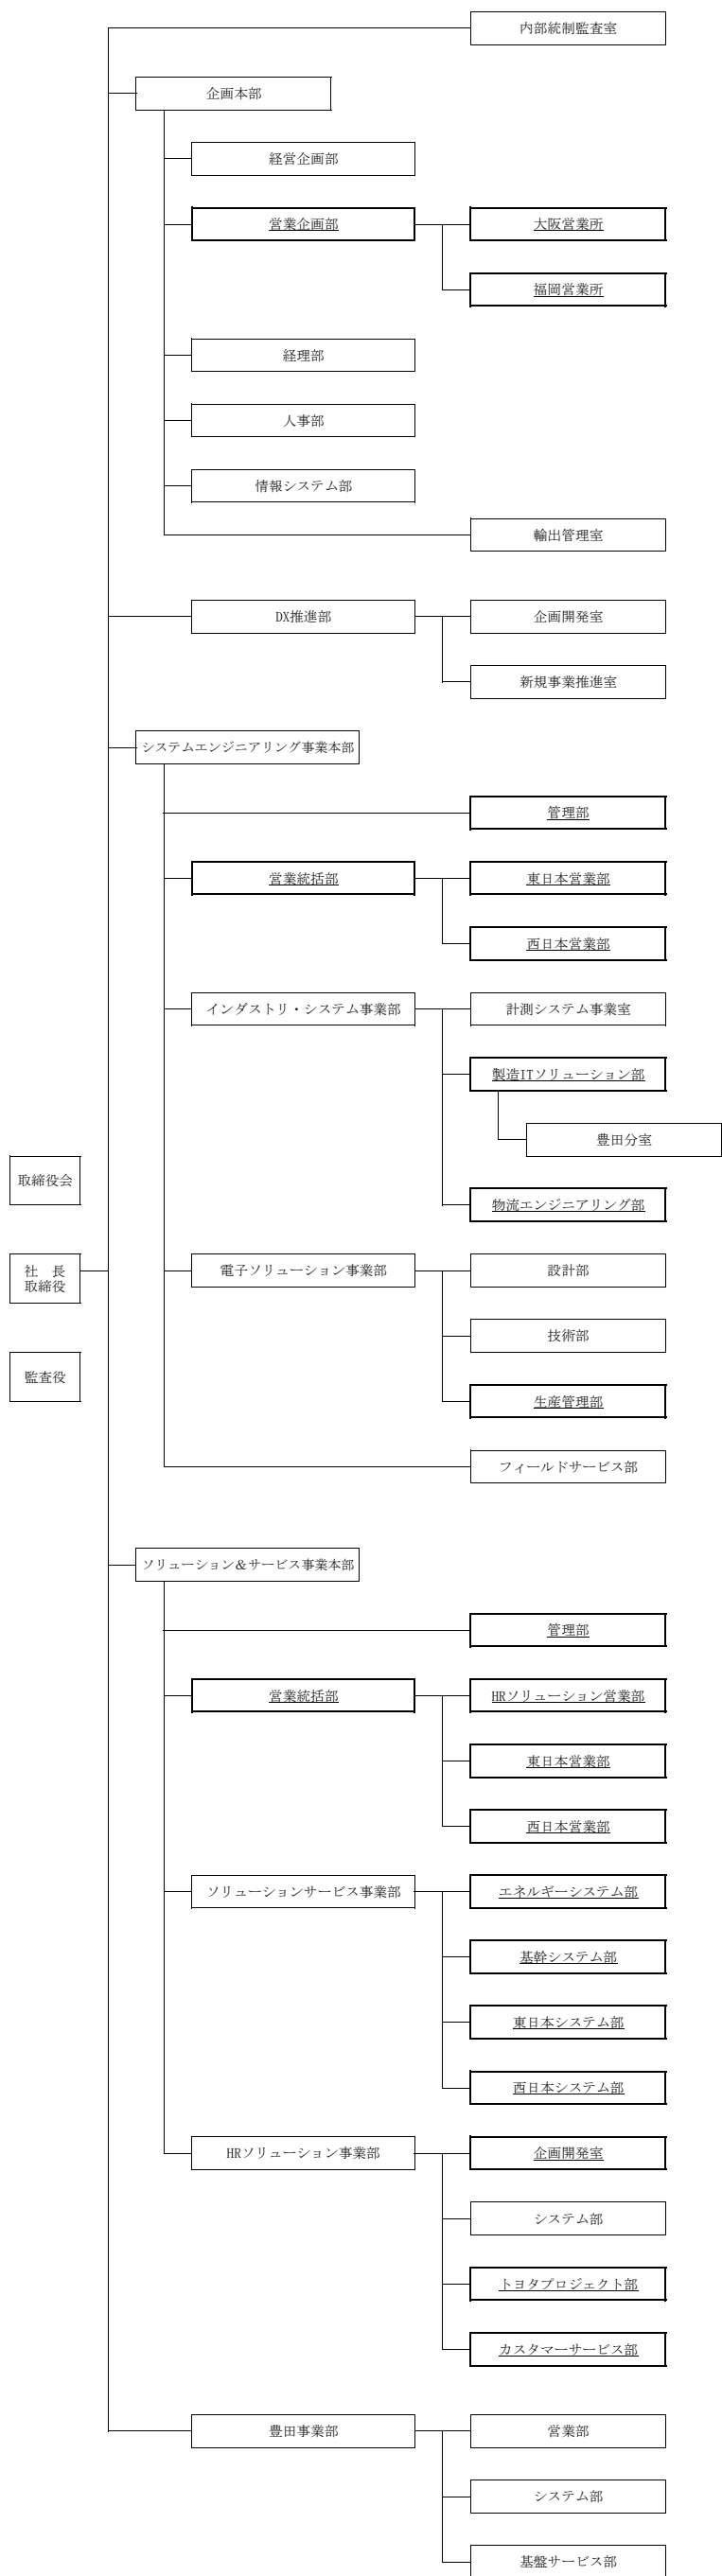 内部統制監査室
企画本部
経営企画部
営業企画部
大阪営業所
福岡営業所
経理部
人事部
情報システム部
輸出管理室
DX推進部
企画開発室
新規事業推進室
システムエンジニアリング事業本部
管理部
営業統括部
東日本営業部
西日本営業部
インダストリ・システム事業部
計測システム事業室
製造ITソリューション部
豊田分室
取締役会
物流エンジニアリング部
社　長
取締役
電子ソリューション事業部
設計部
技術部
監査役
生産管理部
フィールドサービス部
ソリューション＆サービス事業本部
管理部
営業統括部
HRソリューション営業部
東日本営業部
西日本営業部
ソリューションサービス事業部
エネルギーシステム部
基幹システム部
東日本システム部
西日本システム部
HRソリューション事業部
企画開発室
システム部
トヨタプロジェクト部
カスタマーサービス部
豊田事業部
営業部
システム部
基盤サービス部